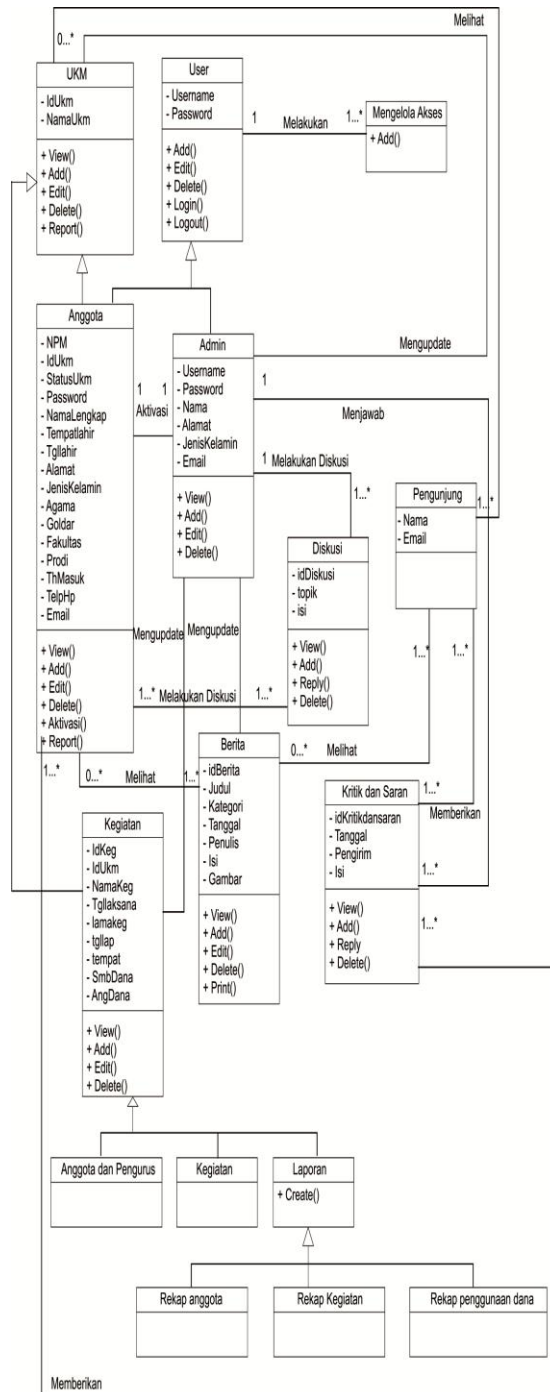 Melihat
0...*
UKM
- IdUkm
- NamaUkm
+ View()
+ Add()
+ Edit()
+ Delete()
+ Report()
User
- Username
- Password
+ Add()
+ Edit()
+ Delete()
+ Login()
+ Logout()
1
Melakukan
1...*
Mengelola Akses
+ Add()
Anggota
- NPM
- IdUkm
- StatusUkm
- Password
- NamaLengkap
- Tempatlahir
- Tgllahir
- Alamat
- JenisKelamin
- Agama
- Goldar
- Fakultas
- Prodi
- ThMasuk
- TelpHp
- Email
+ View()
+ Add()
+ Edit()
+ Delete()
+ Aktivasi()
+ Report()
1 1
Aktivasi
Admin
- Username
- Password
- Nama
- Alamat
- JenisKelamin
- Email
+ View()
+ Add()
+ Edit()
+ Delete()
Mengupdate
1
Menjawab
1 Melakukan Diskusi
1...*
Diskusi
- idDiskusi
- topik
- isi
+ View()
+ Add()
+ Reply()
+ Delete()
Pengunjung
- Nama
- Email
1...*
1...* 1...*
Mengupdate Mengupdate
1...* Melakukan Diskusi 1...*
1...*
0...* Melihat 1...*
Berita
- idBerita
- Judul
- Kategori
- Tanggal
- Penulis
- Isi
- Gambar
+ View()
+ Add()
+ Edit()
+ Delete()
+ Print()
0...* Melihat
Kritik dan Saran
- idKritikdansaran
- Tanggal
- Pengirim
- Isi
+ View()
+ Add()
+ Reply
+ Delete()
1...*
Memberikan
1...*
1...*
Kegiatan
- IdKeg
- IdUkm
- NamaKeg
- Tgllaksana
- lamakeg
- tgllap
- tempat
- SmbDana
- AngDana
+ View()
+ Add()
+ Edit()
+ Delete()
Anggota dan Pengurus
Kegiatan
Laporan
+ Create()
Rekap anggota
Rekap Kegiatan
Rekap penggunaan dana
Memberikan